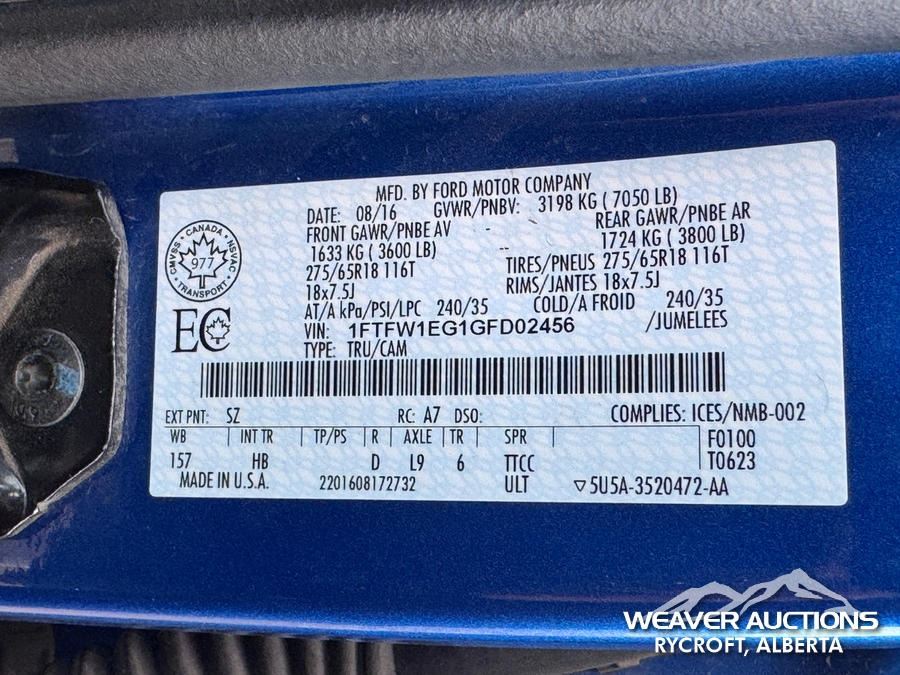 MFD. BY FORD MOTOR COMPANY
DATE: 08/16 GVWR/PNBV: 3198 KG ( 7050 LB)
FRONT GAWR/PNBE AV - REAR GAWR/PNBE AR
1633 KG ( 3600 LB) -- 1724 KG ( 3800 LB)
275/65R18 116T TIRES/PNEUS 275/65R18 116T
18x7.5J RIMS/JANTES 18x7.5J
AT/A kPa/PSI/LPC 240/35 COLD/A FROID 240/35
VIN: 1FTFW1EG1GFD02456 /JUMELEES
TYPE: TRU/CAM
CANADA
CMVSS NSVAC
977
TRANSPORT
EC
EXT PNT: SZ RC: A7 DSO: COMPLIES: ICES/NMB-002
WB INT TR TP/PS R AXLE TR SPR F0100
157 HB D L9 6 TTCC T0623
MADE IN U.S.A. 2201608172732 ULT ▽5U5A-3520472-AA
WEAVER AUCTIONS
RYCROFT, ALBERTA